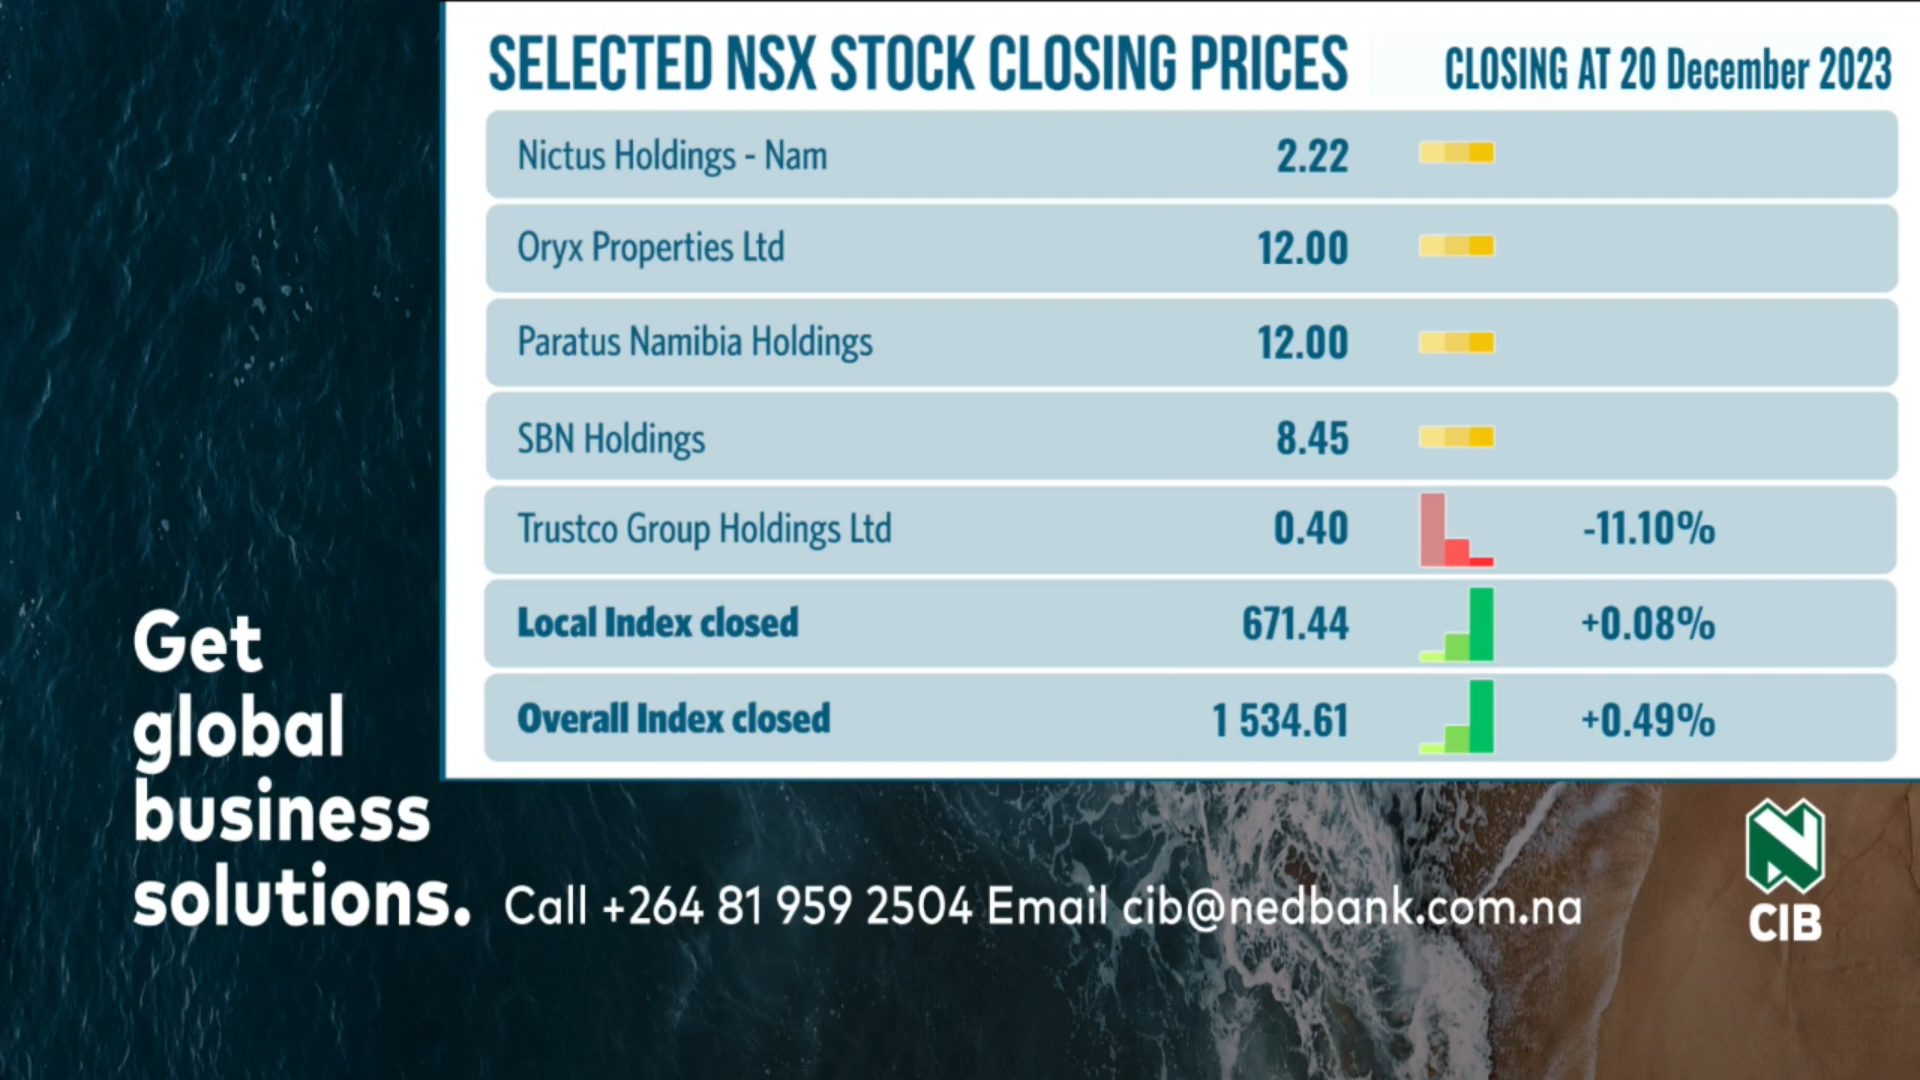 SELECTED NSX STOCK CLOSING PRICES CLOSING AT 20 December 2023
Nictus Holdings - Nam 2.22
Oryx Properties Ltd 12.00
Paratus Namibia Holdings 12.00
SBN Holdings 8.45
Trustco Group Holdings Ltd 0.40 -11.10%
Local Index closed 671.44 +0.08%
Overall Index closed 1 534.61 +0.49%
Get
global
business
solutions.
Call +264 81 959 2504 Email cib@nedbank.com.na
CIB